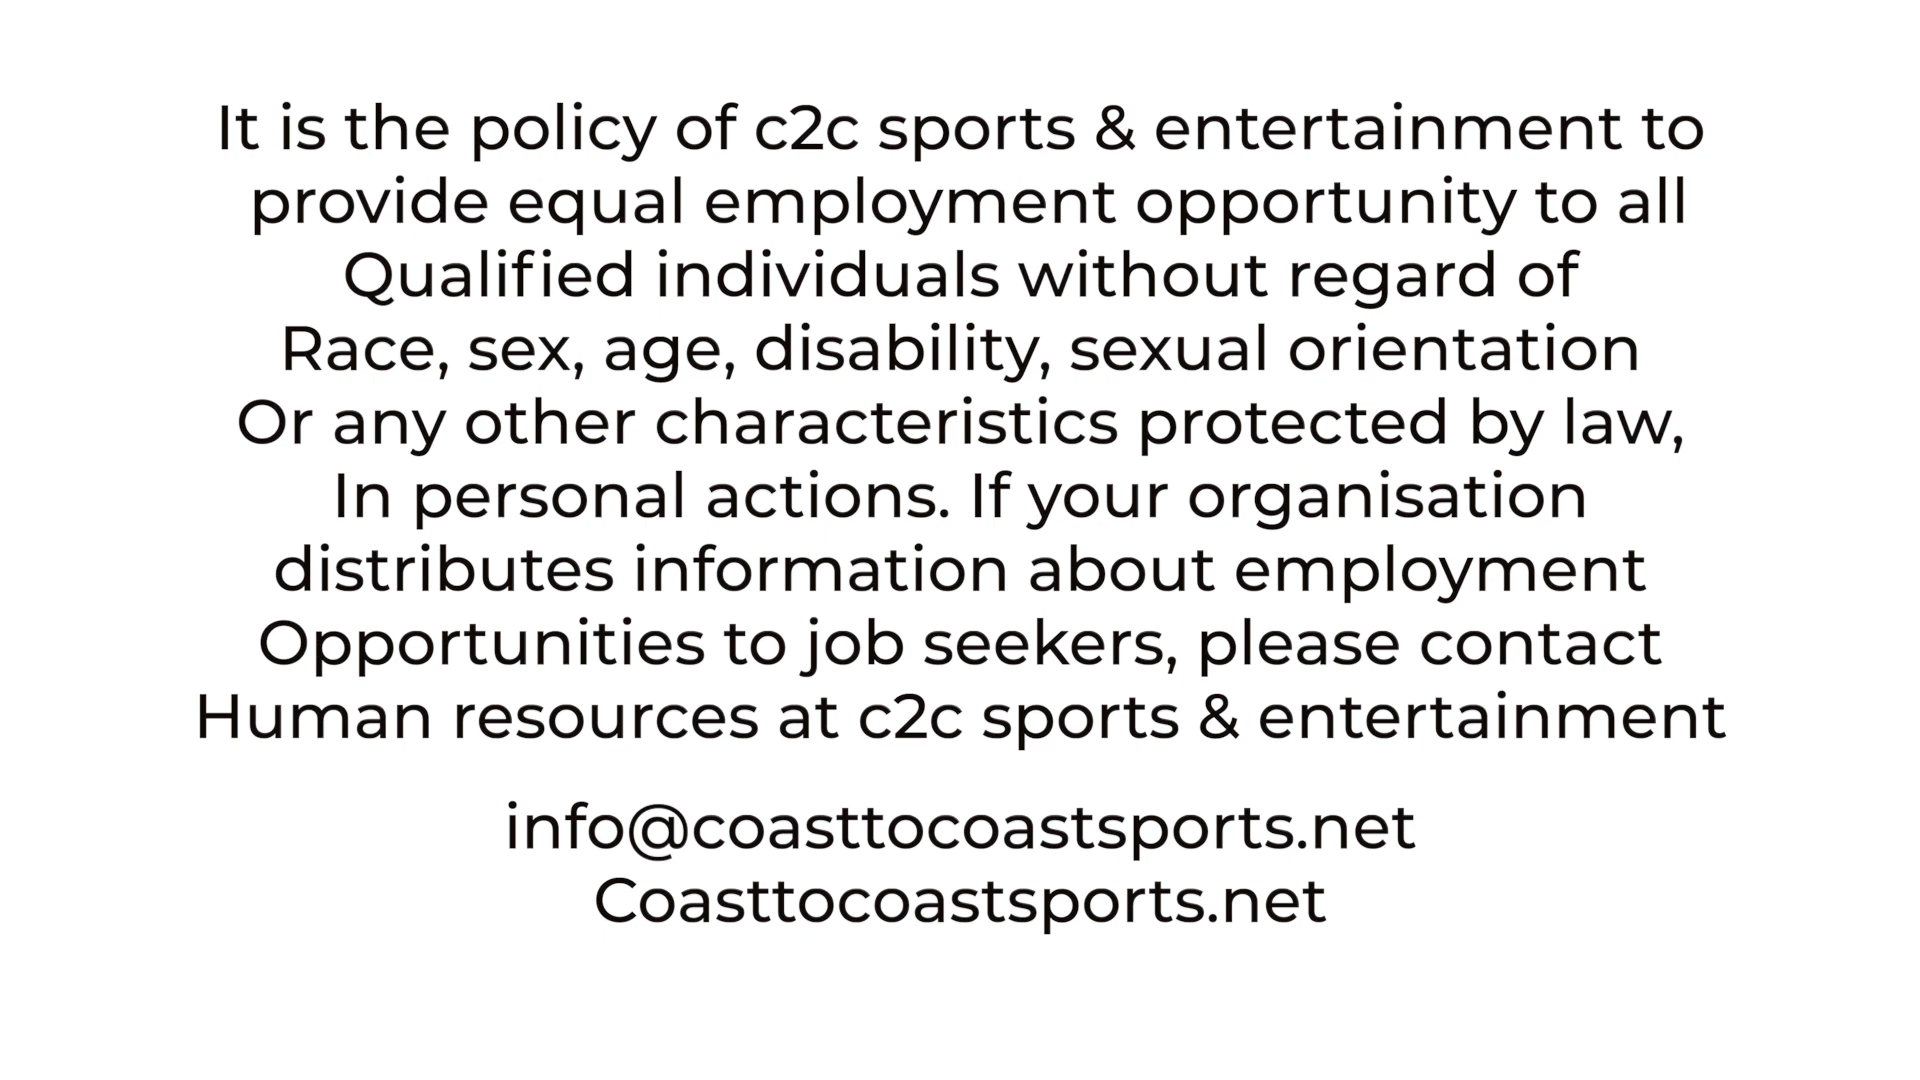 It is the policy of c2c sports & entertainment to
provide equal employment opportunity to all
Qualified individuals without regard of
Race, sex, age, disability, sexual orientation
Or any other characteristics protected by law,
In personal actions. If your organisation
distributes information about employment
Opportunities to job seekers, please contact
Human resources at c2c sports & entertainment
info@coasttocoastsports.net
Coasttocoastsports.net